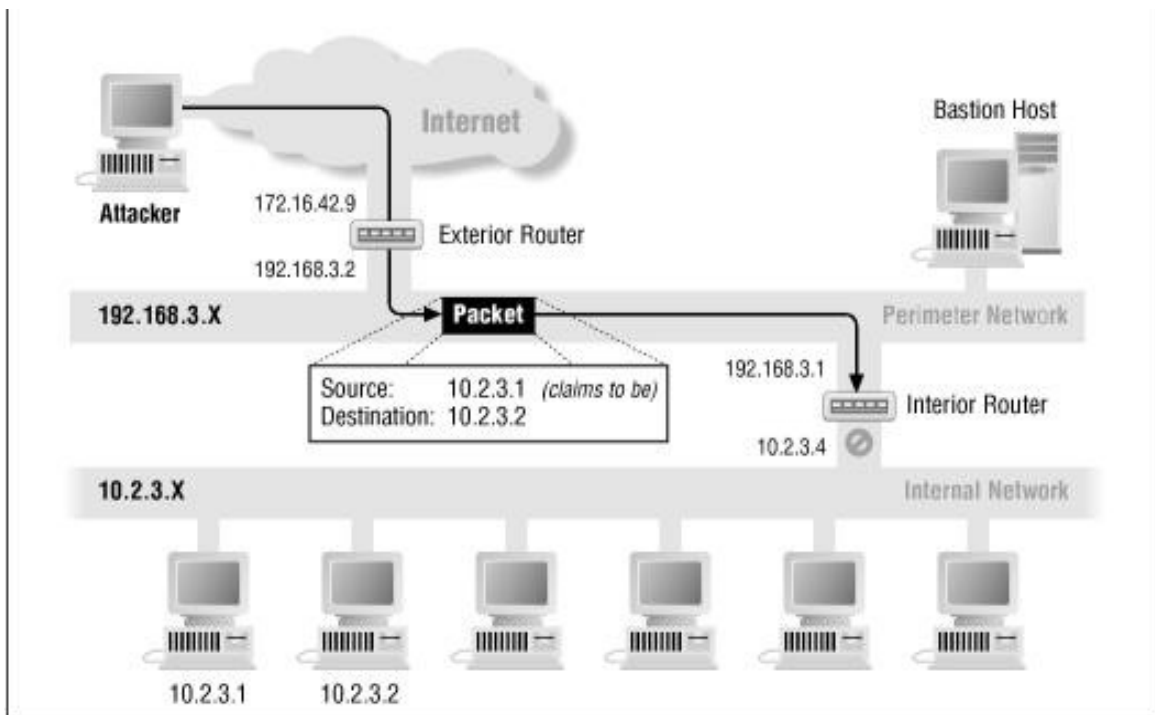 Internet
Bastion Host
Attacker
172.16.42.9
Exterior Router
192.168.3.2
192.168.3.X
Packet
Perimeter Network
Source: 10.2.3.1 (claims to be)
Destination: 10.2.3.2
192.168.3.1
Interior Router
10.2.3.4
10.2.3.X
Internal Network
10.2.3.1
10.2.3.2